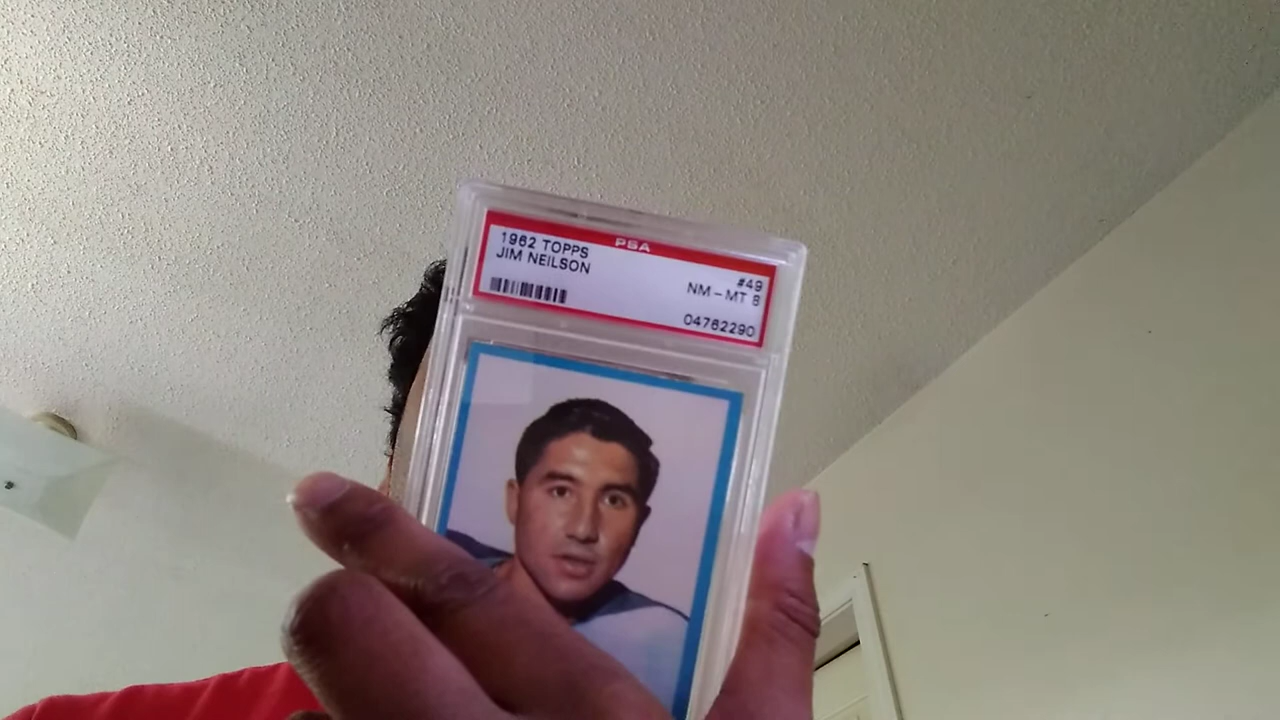 PSA
1962 TOPPS
JIM NEILSON
#49
NM - MT 8
04762290